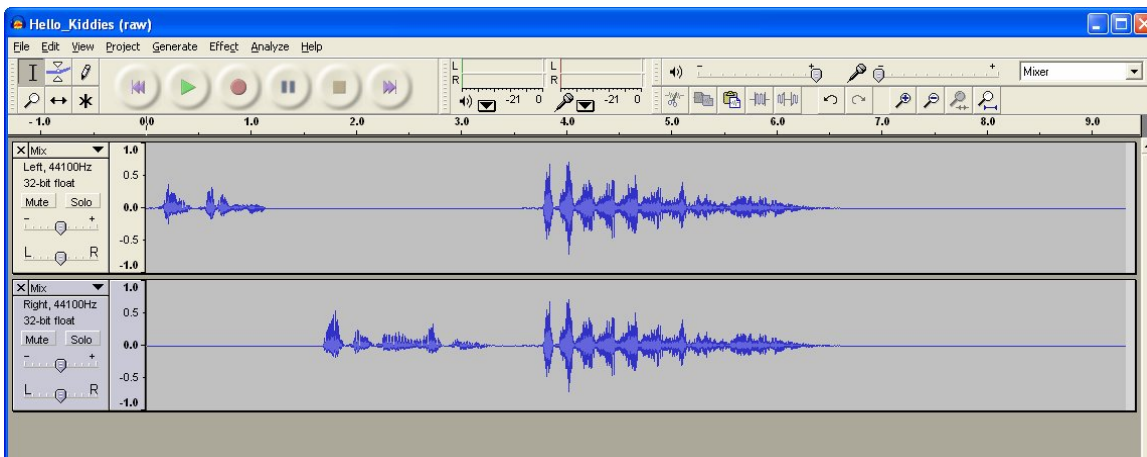 Hello_Kiddies (raw)
File Edit View Project Generate Effect Analyze Help
L L
R R Mixer
-21 0 -21 0
- 1.0 0.0 1.0 2.0 3.0 4.0 5.0 6.0 7.0 8.0 9.0
Mix 1.0
Left, 44100Hz
32-bit float 0.5
Mute Solo 0.0
- +
-0.5
L R -1.0
Mix 1.0
Right, 44100Hz
32-bit float 0.5
Mute Solo 0.0
- +
-0.5
L R
-1.0